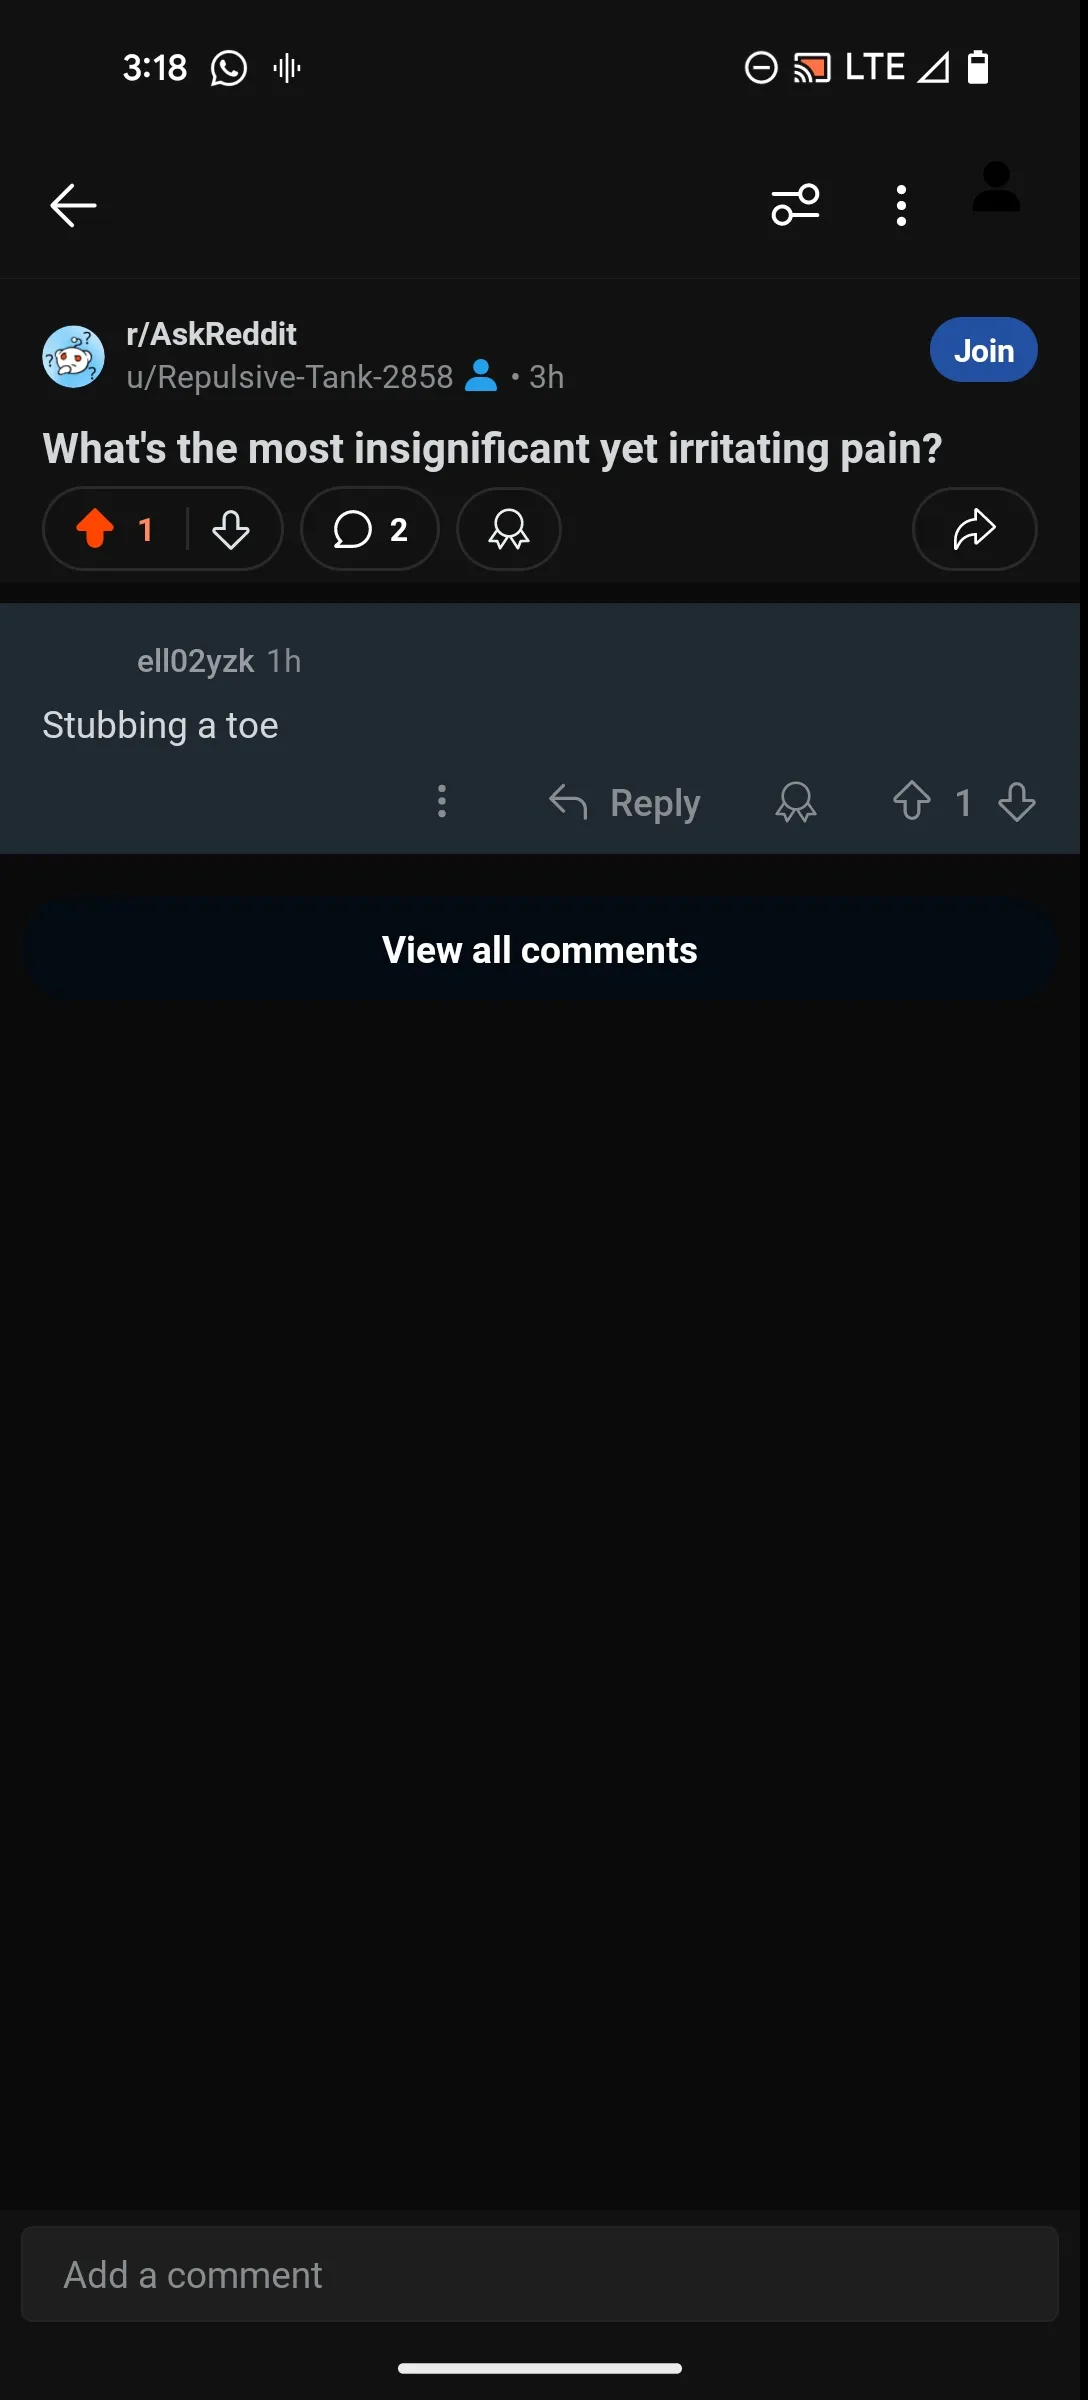 3:18 LTE
r/AskReddit
Join
u/Repulsive-Tank-2858 • 3h
What's the most insignificant yet irritating pain?
1 2
ell02yzk 1h
Stubbing a toe
Reply 1
View all comments
Add a comment